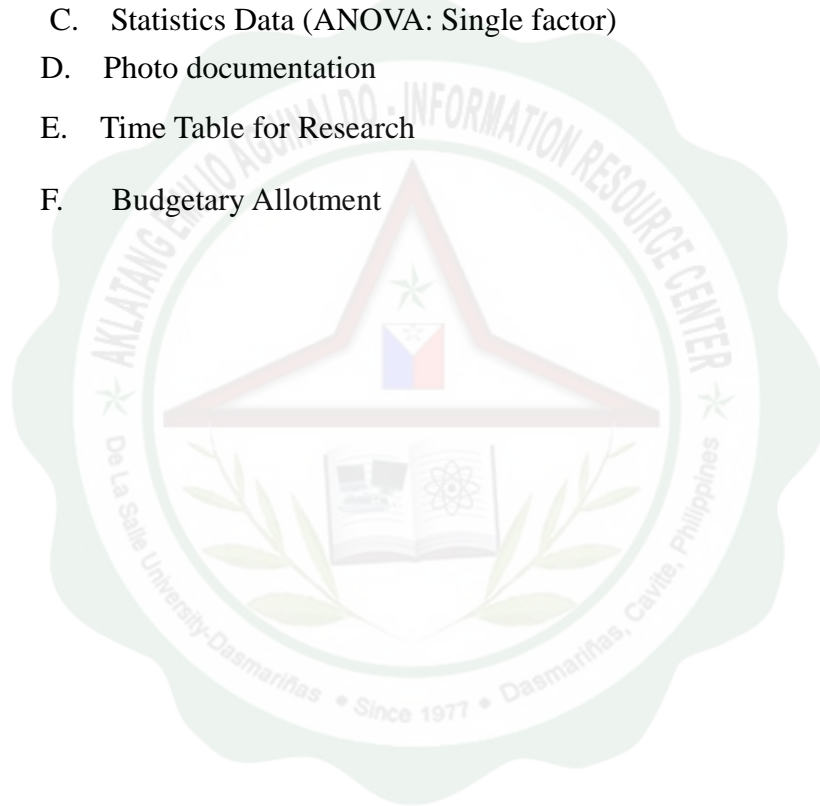 C. Statistics Data (ANOVA: Single factor)
D. Photo documentation
E. Time Table for Research
F. Budgetary Allotment
AKLATANG EMILIO AGUINALDO - INFORMATION RESOURCE CENTER
De La Salle University-Dasmariñas • Since 1977 • Dasmariñas, Cavite, Philippines